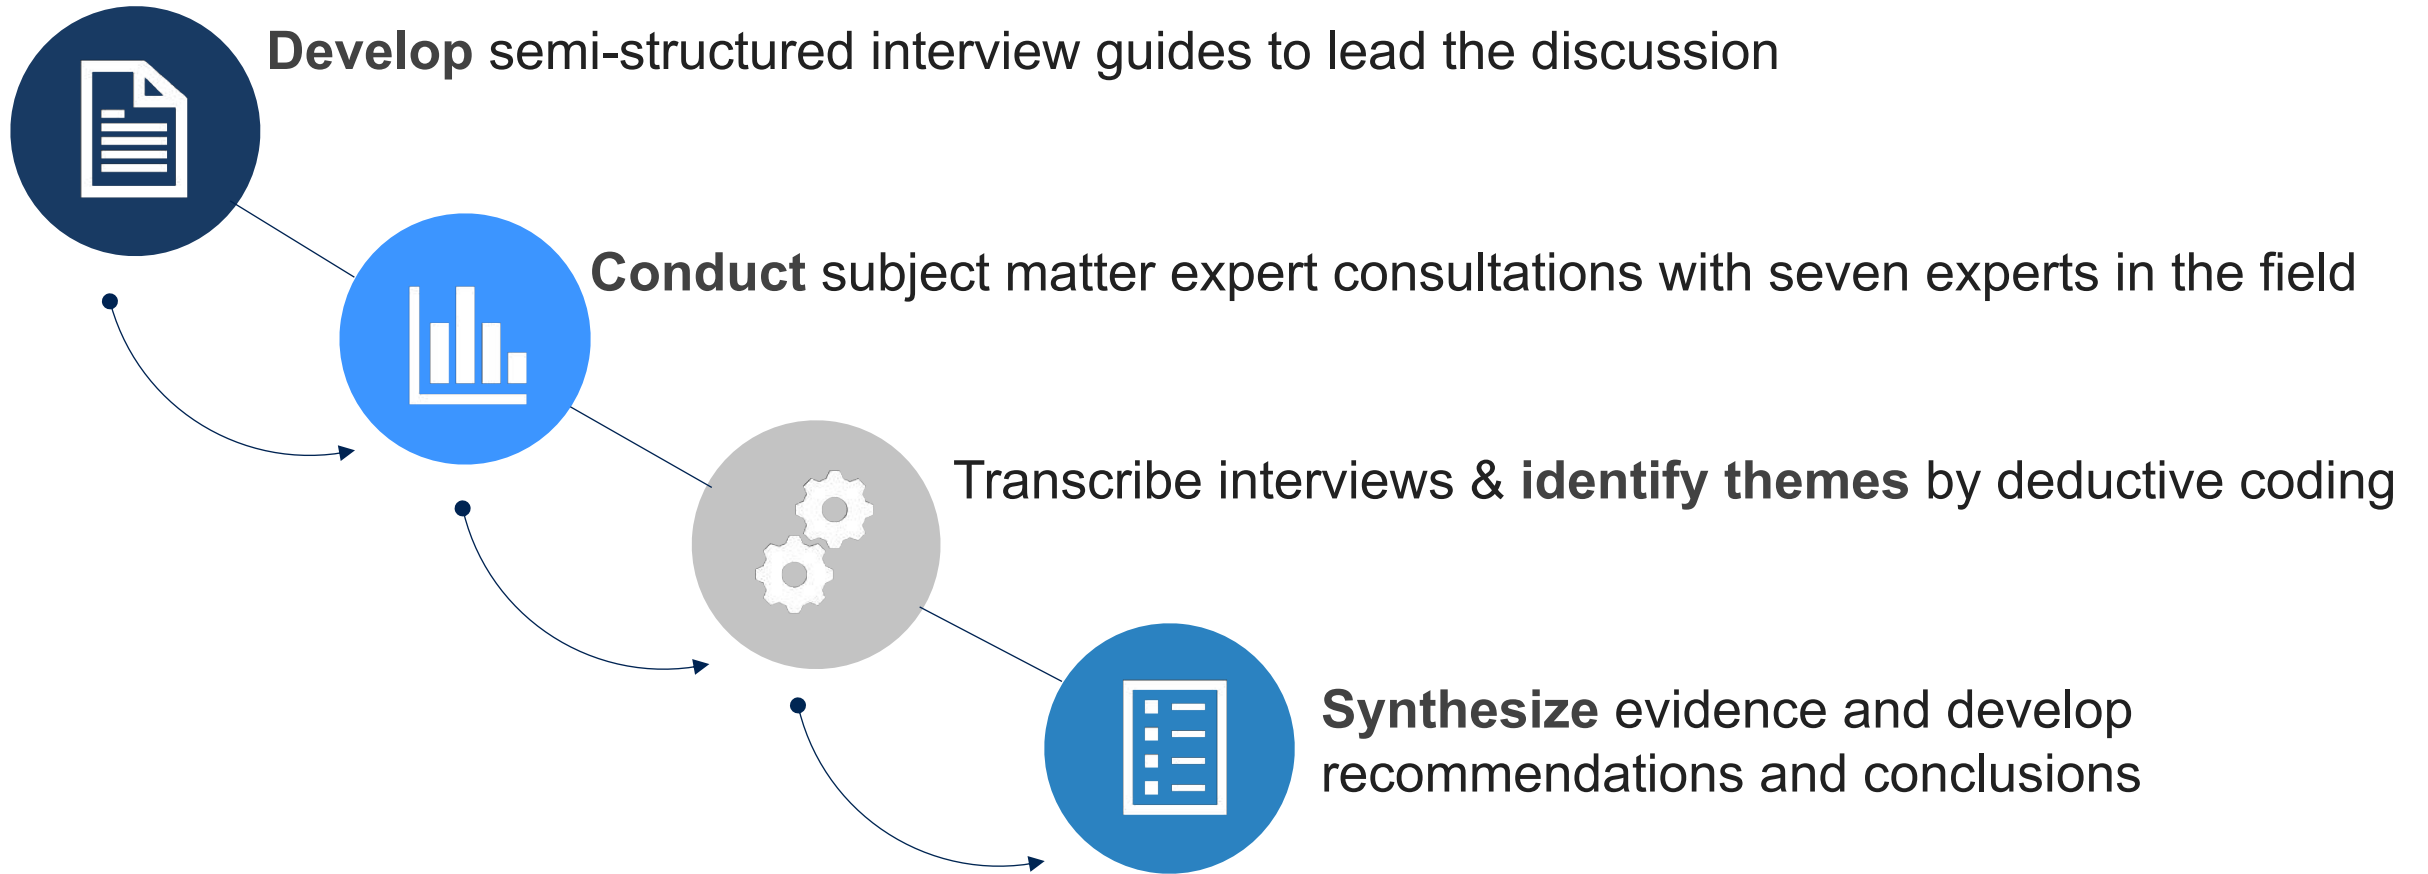 Develop semi-structured interview guides to lead the discussion
Conduct subject matter expert consultations with seven experts in the field
Transcribe interviews & identify themes by deductive coding
Synthesize evidence and develop
recommendations and conclusions